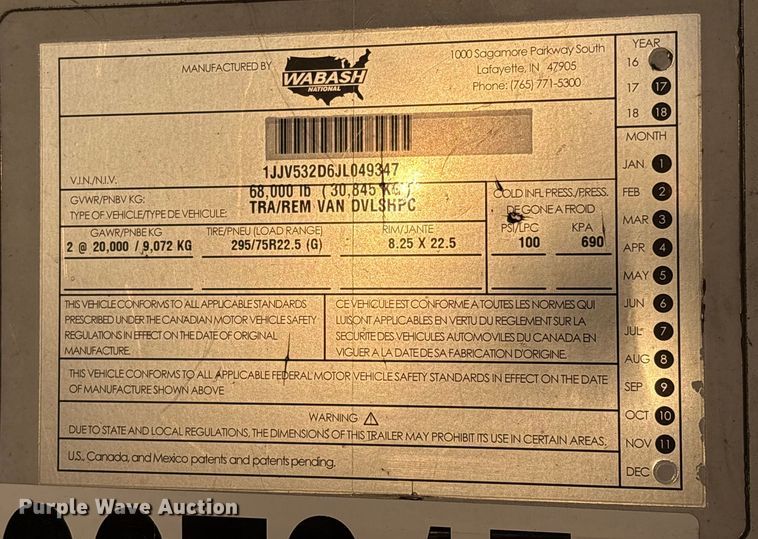 MANUFACTURED BY
WABASH
NATIONAL
1000 Sagamore Parkway South
Lafayette, IN 47905
Phone: (765) 771-5300
V.I.N./N.I.V.
1JJV532D6JL049347
GVWR/PNBV KG: 68,000 lb ( 30,845 KG )
TYPE OF VEHICLE/TYPE DE VEHICULE: TRA/REM VAN DVLSHPC
COLD INFL PRESS./PRESS.
DE GONE A FROID
GAWR/PNBE KG TIRE/PNEU (LOAD RANGE) RIM/JANTE PSI/LPC KPA
2 @ 20,000 / 9,072 KG 295/75R22.5 (G) 8.25 X 22.5 100 690
THIS VEHICLE CONFORMS TO ALL APPLICABLE STANDARDS
PRESCRIBED UNDER THE CANADIAN MOTOR VEHICLE SAFETY
REGULATIONS IN EFFECT ON THE DATE OF ORIGINAL
MANUFACTURE.
CE VEHICULE EST CONFORME A TOUTES LES NORMES QUI
LUI SONT APPLICABLES EN VERTU DU REGLEMENT SUR LA
SECURITE DES VEHICULES AUTOMOBILES DU CANADA EN
VIGUER A LA DATE DE SA FABRICATION D'ORIGINE.
THIS VEHICLE CONFORMS TO ALL APPLICABLE FEDERAL MOTOR VEHICLE SAFETY STANDARDS IN EFFECT ON THE DATE
OF MANUFACTURE SHOWN ABOVE
WARNING
DUE TO STATE AND LOCAL REGULATIONS, THE DIMENSIONS OF THIS TRAILER MAY PROHIBIT ITS USE IN CERTAIN AREAS.
U.S., Canada, and Mexico patents and patents pending.
YEAR
16
17 17
18 18
MONTH
JAN 1
FEB 2
MAR 3
APR 4
MAY 5
JUN 6
JUL 7
AUG 8
SEP 9
OCT 10
NOV 11
DEC
Purple Wave Auction